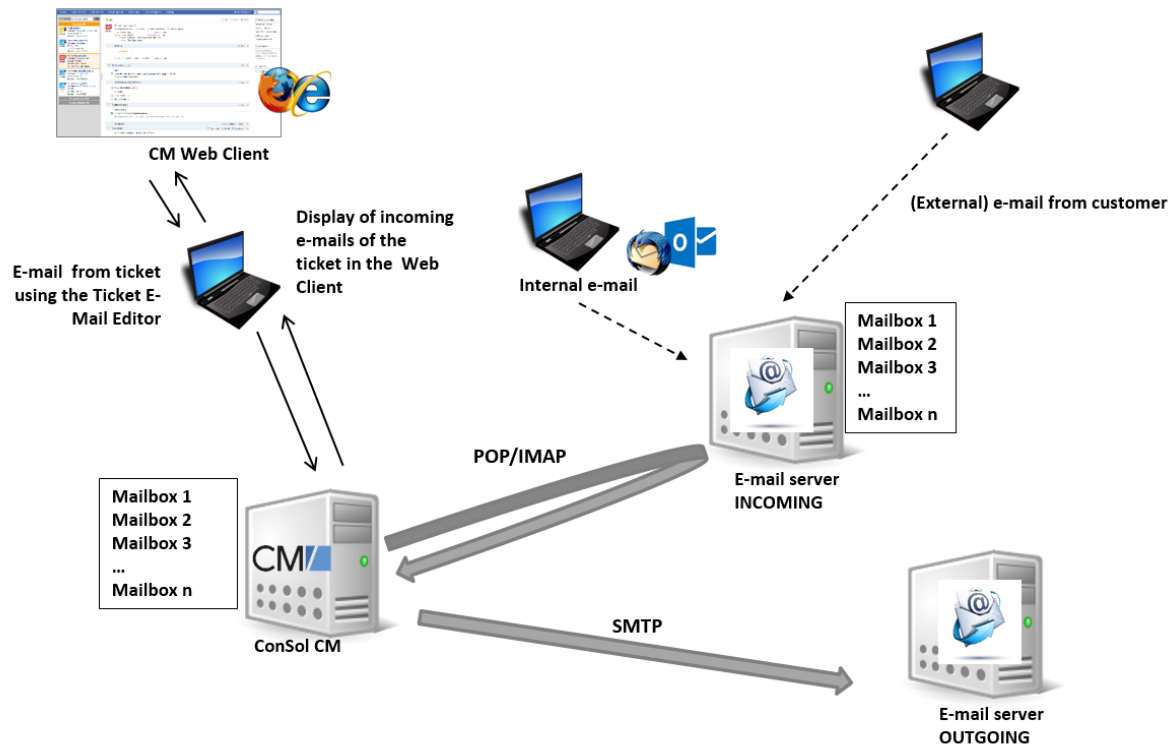 CM Web Client
(External) e-mail from customer
Display of incoming
e-mails of the
ticket in the Web
Client
E-mail from ticket
using the Ticket E-
Mail Editor
Internal e-mail
Mailbox 1
Mailbox 2
Mailbox 3
...
Mailbox n
POP/IMAP
E-mail server
INCOMING
Mailbox 1
Mailbox 2
Mailbox 3
...
Mailbox n
CM
ConSol CM
SMTP
E-mail server
OUTGOING